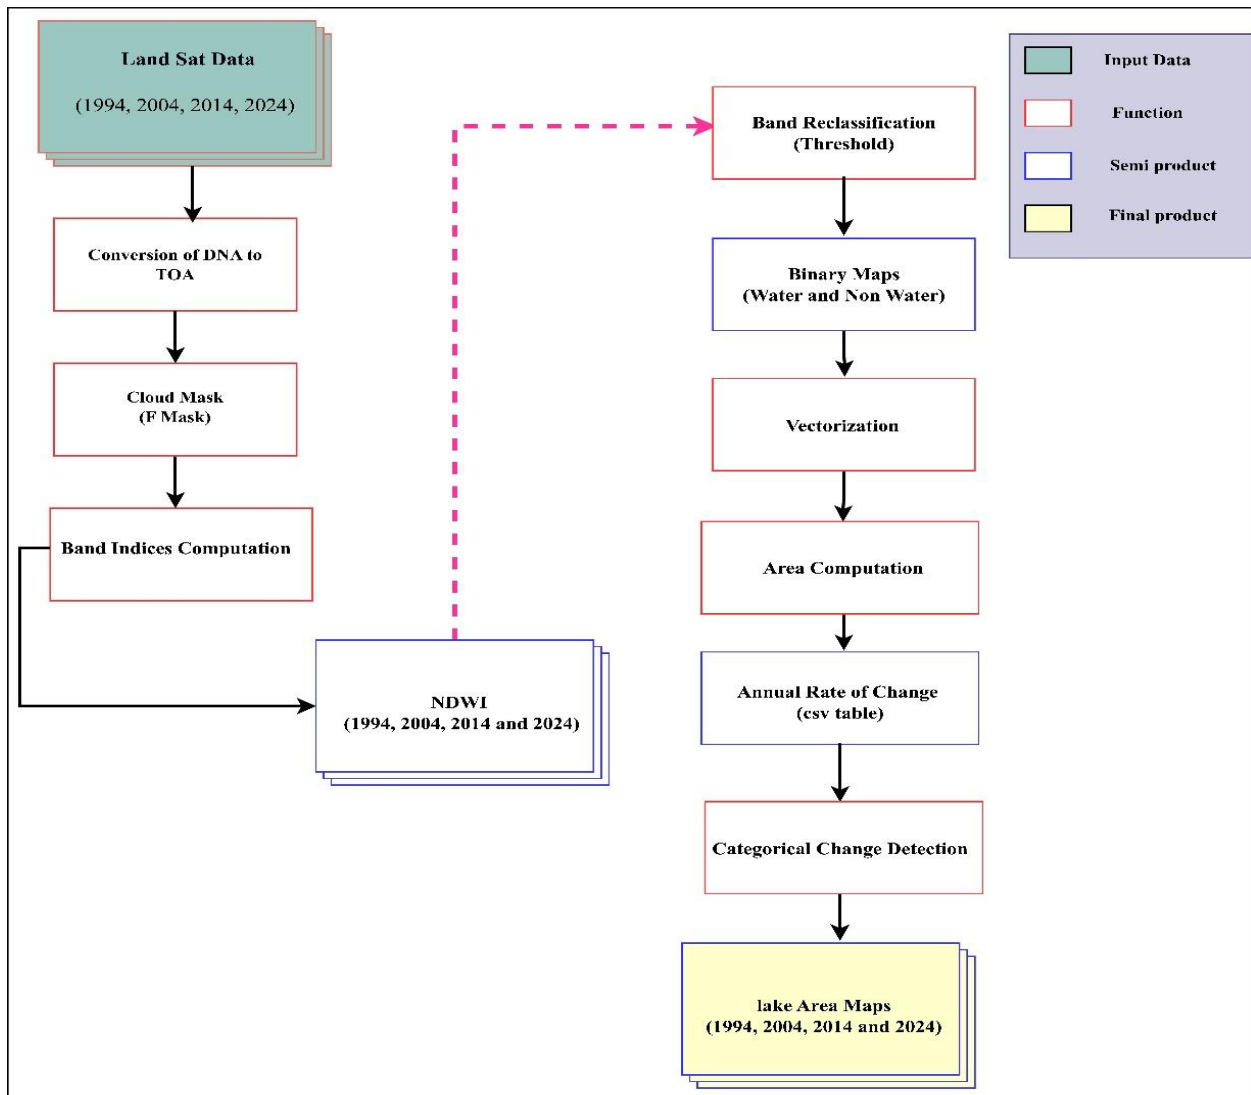 Land Sat Data
(1994, 2004, 2014, 2024)
Conversion of DNA to
TOA
Cloud Mask
(F Mask)
Band Indices Computation
NDWI
(1994, 2004, 2014 and 2024)
Band Reclassification
(Threshold)
Binary Maps
(Water and Non Water)
Vectorization
Area Computation
Annual Rate of Change
(csv table)
Categorical Change Detection
lake Area Maps
(1994, 2004, 2014 and 2024)
Input Data
Function
Semi product
Final product